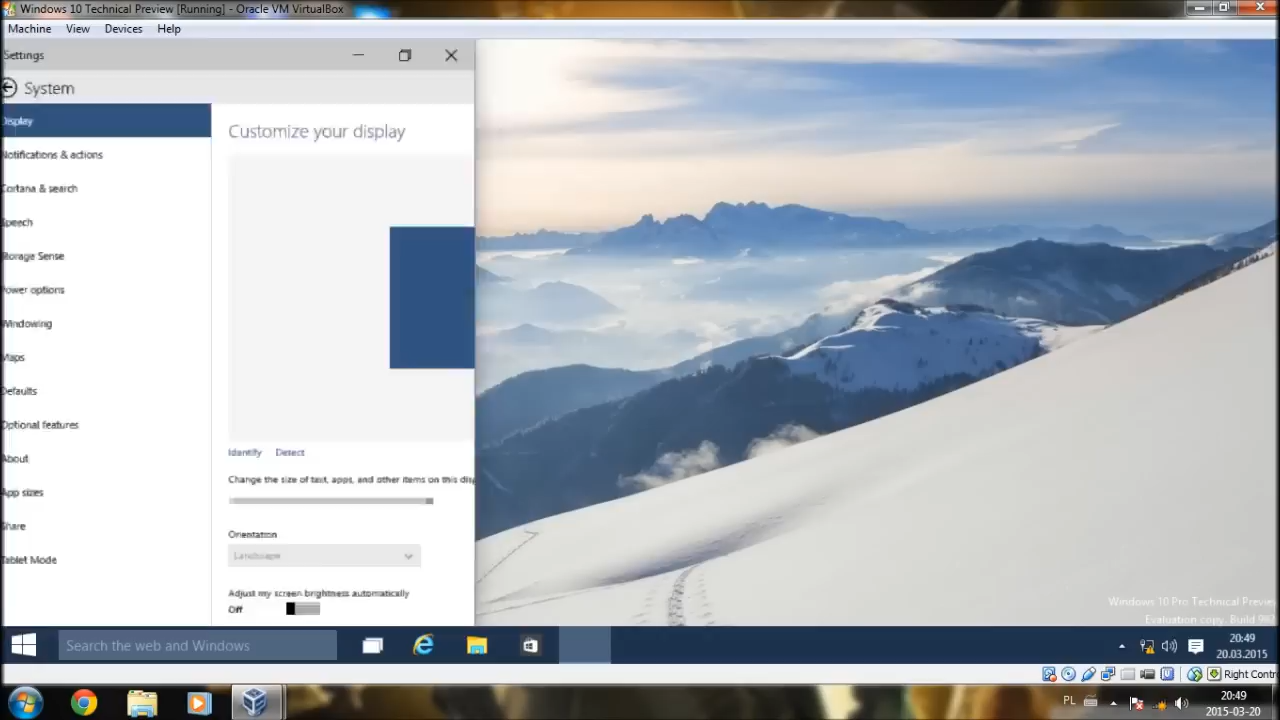 Windows 10 Technical Preview [Running] - Oracle VM VirtualBox
Machine View Devices Help
Settings
System
Display
Notifications & actions
Cortana & search
Speech
Storage Sense
Power options
Windowing
Maps
Defaults
Optional features
About
App sizes
Share
Tablet Mode
Customize your display
Identify Detect
Change the size of text, apps, and other items on this disp
Orientation
Landscape
Adjust my screen brightness automatically
Off
Windows 10 Pro Technical Preview
Evaluation copy. Build
Search the web and Windows
20:49
20.03.2015
Right Contr
PL
20:49
2015-03-20